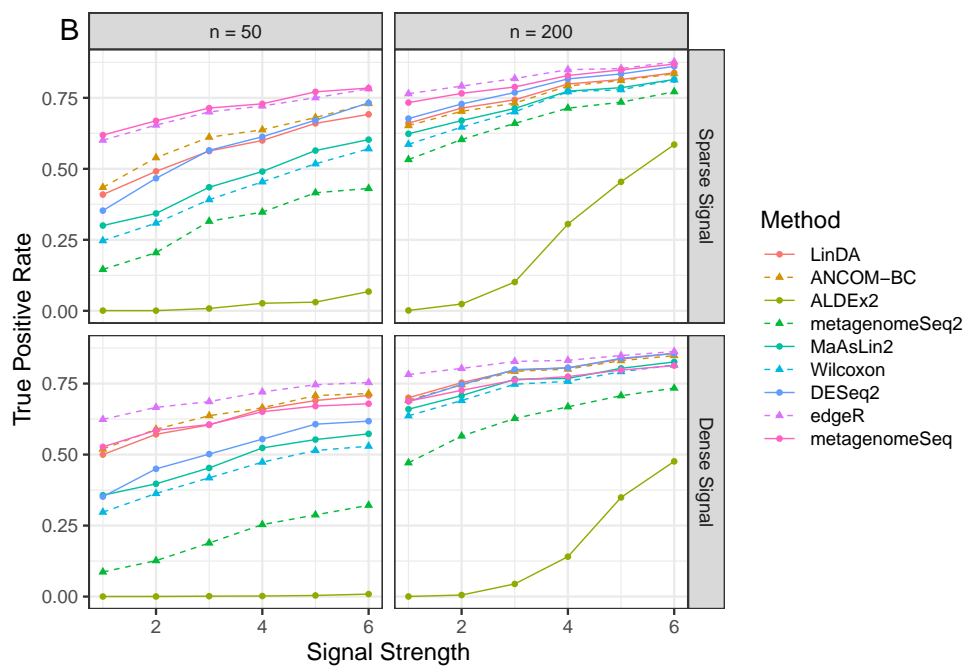 B
n = 50
n = 200
True Positive Rate
0.75
0.50
0.25
0.00
Sparse Signal
0.75
0.50
0.25
0.00
Dense Signal
2
4
6
2
4
6
Signal Strength
Method
LinDA
ANCOM−BC
ALDEx2
metagenomeSeq2
MaAsLin2
Wilcoxon
DESeq2
edgeR
metagenomeSeq